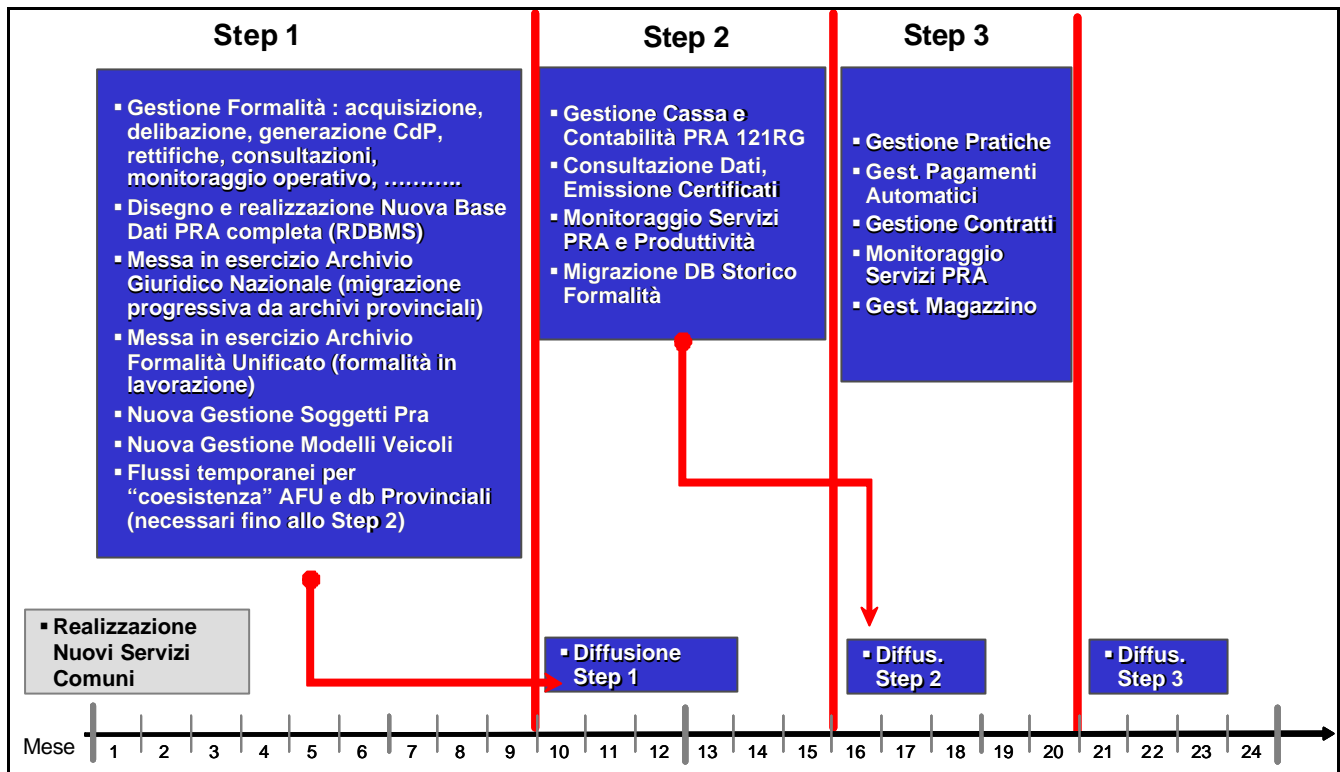 Step 1
▪ Gestione Formalità : acquisizione,
delibazione, generazione CdP,
rettifiche, consultazioni,
monitoraggio operativo, ………..
▪ Disegno e realizzazione Nuova Base
Dati PRA completa (RDBMS)
▪ Messa in esercizio Archivio
Giuridico Nazionale (migrazione
progressiva da archivi provinciali)
▪ Messa in esercizio Archivio
Formalità Unificato (formalità in
lavorazione)
▪ Nuova Gestione Soggetti Pra
▪ Nuova Gestione Modelli Veicoli
▪ Flussi temporanei per
“coesistenza” AFU e db Provinciali
(necessari fino allo Step 2)
Step 2
▪ Gestione Cassa e
Contabilità PRA 121RG
▪ Consultazione Dati,
Emissione Certificati
▪ Monitoraggio Servizi
PRA e Produttività
▪ Migrazione DB Storico
Formalità
Step 3
▪ Gestione Pratiche
▪ Gest. Pagamenti
Automatici
▪ Gestione Contratti
▪ Monitoraggio
Servizi PRA
▪ Gest. Magazzino
▪ Realizzazione
Nuovi Servizi
Comuni
▪ Diffusione
Step 1
▪ Diffus.
Step 2
▪ Diffus.
Step 3
Mese 1 2 3 4 5 6 7 8 9 10 11 12 13 14 15 16 17 18 19 20 21 22 23 24